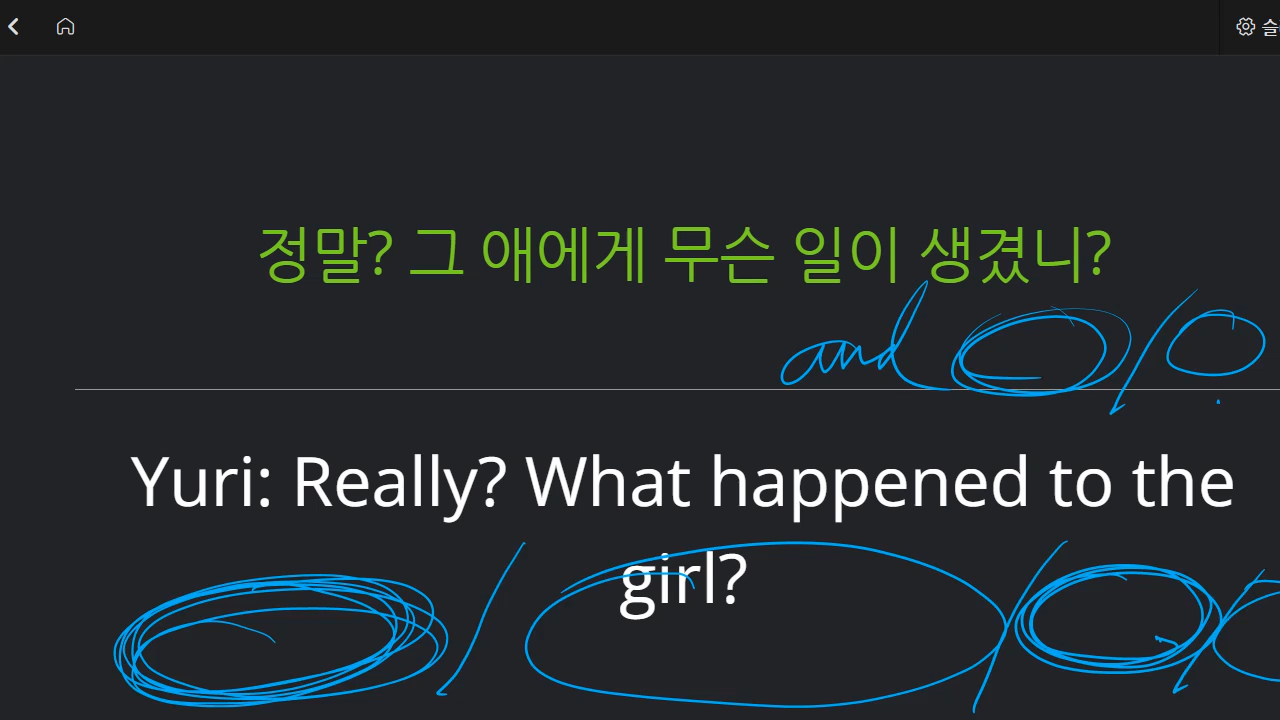 슬
정말? 그 애에게 무슨 일이 생겼니?
and
Yuri: Really? What happened to the
girl?